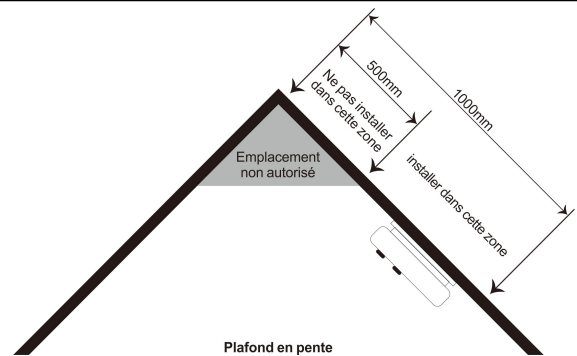 500mm
1000mm
Ne pas installer
dans cette zone
installer dans cette zone
Emplacement
non autorisé
Plafond en pente